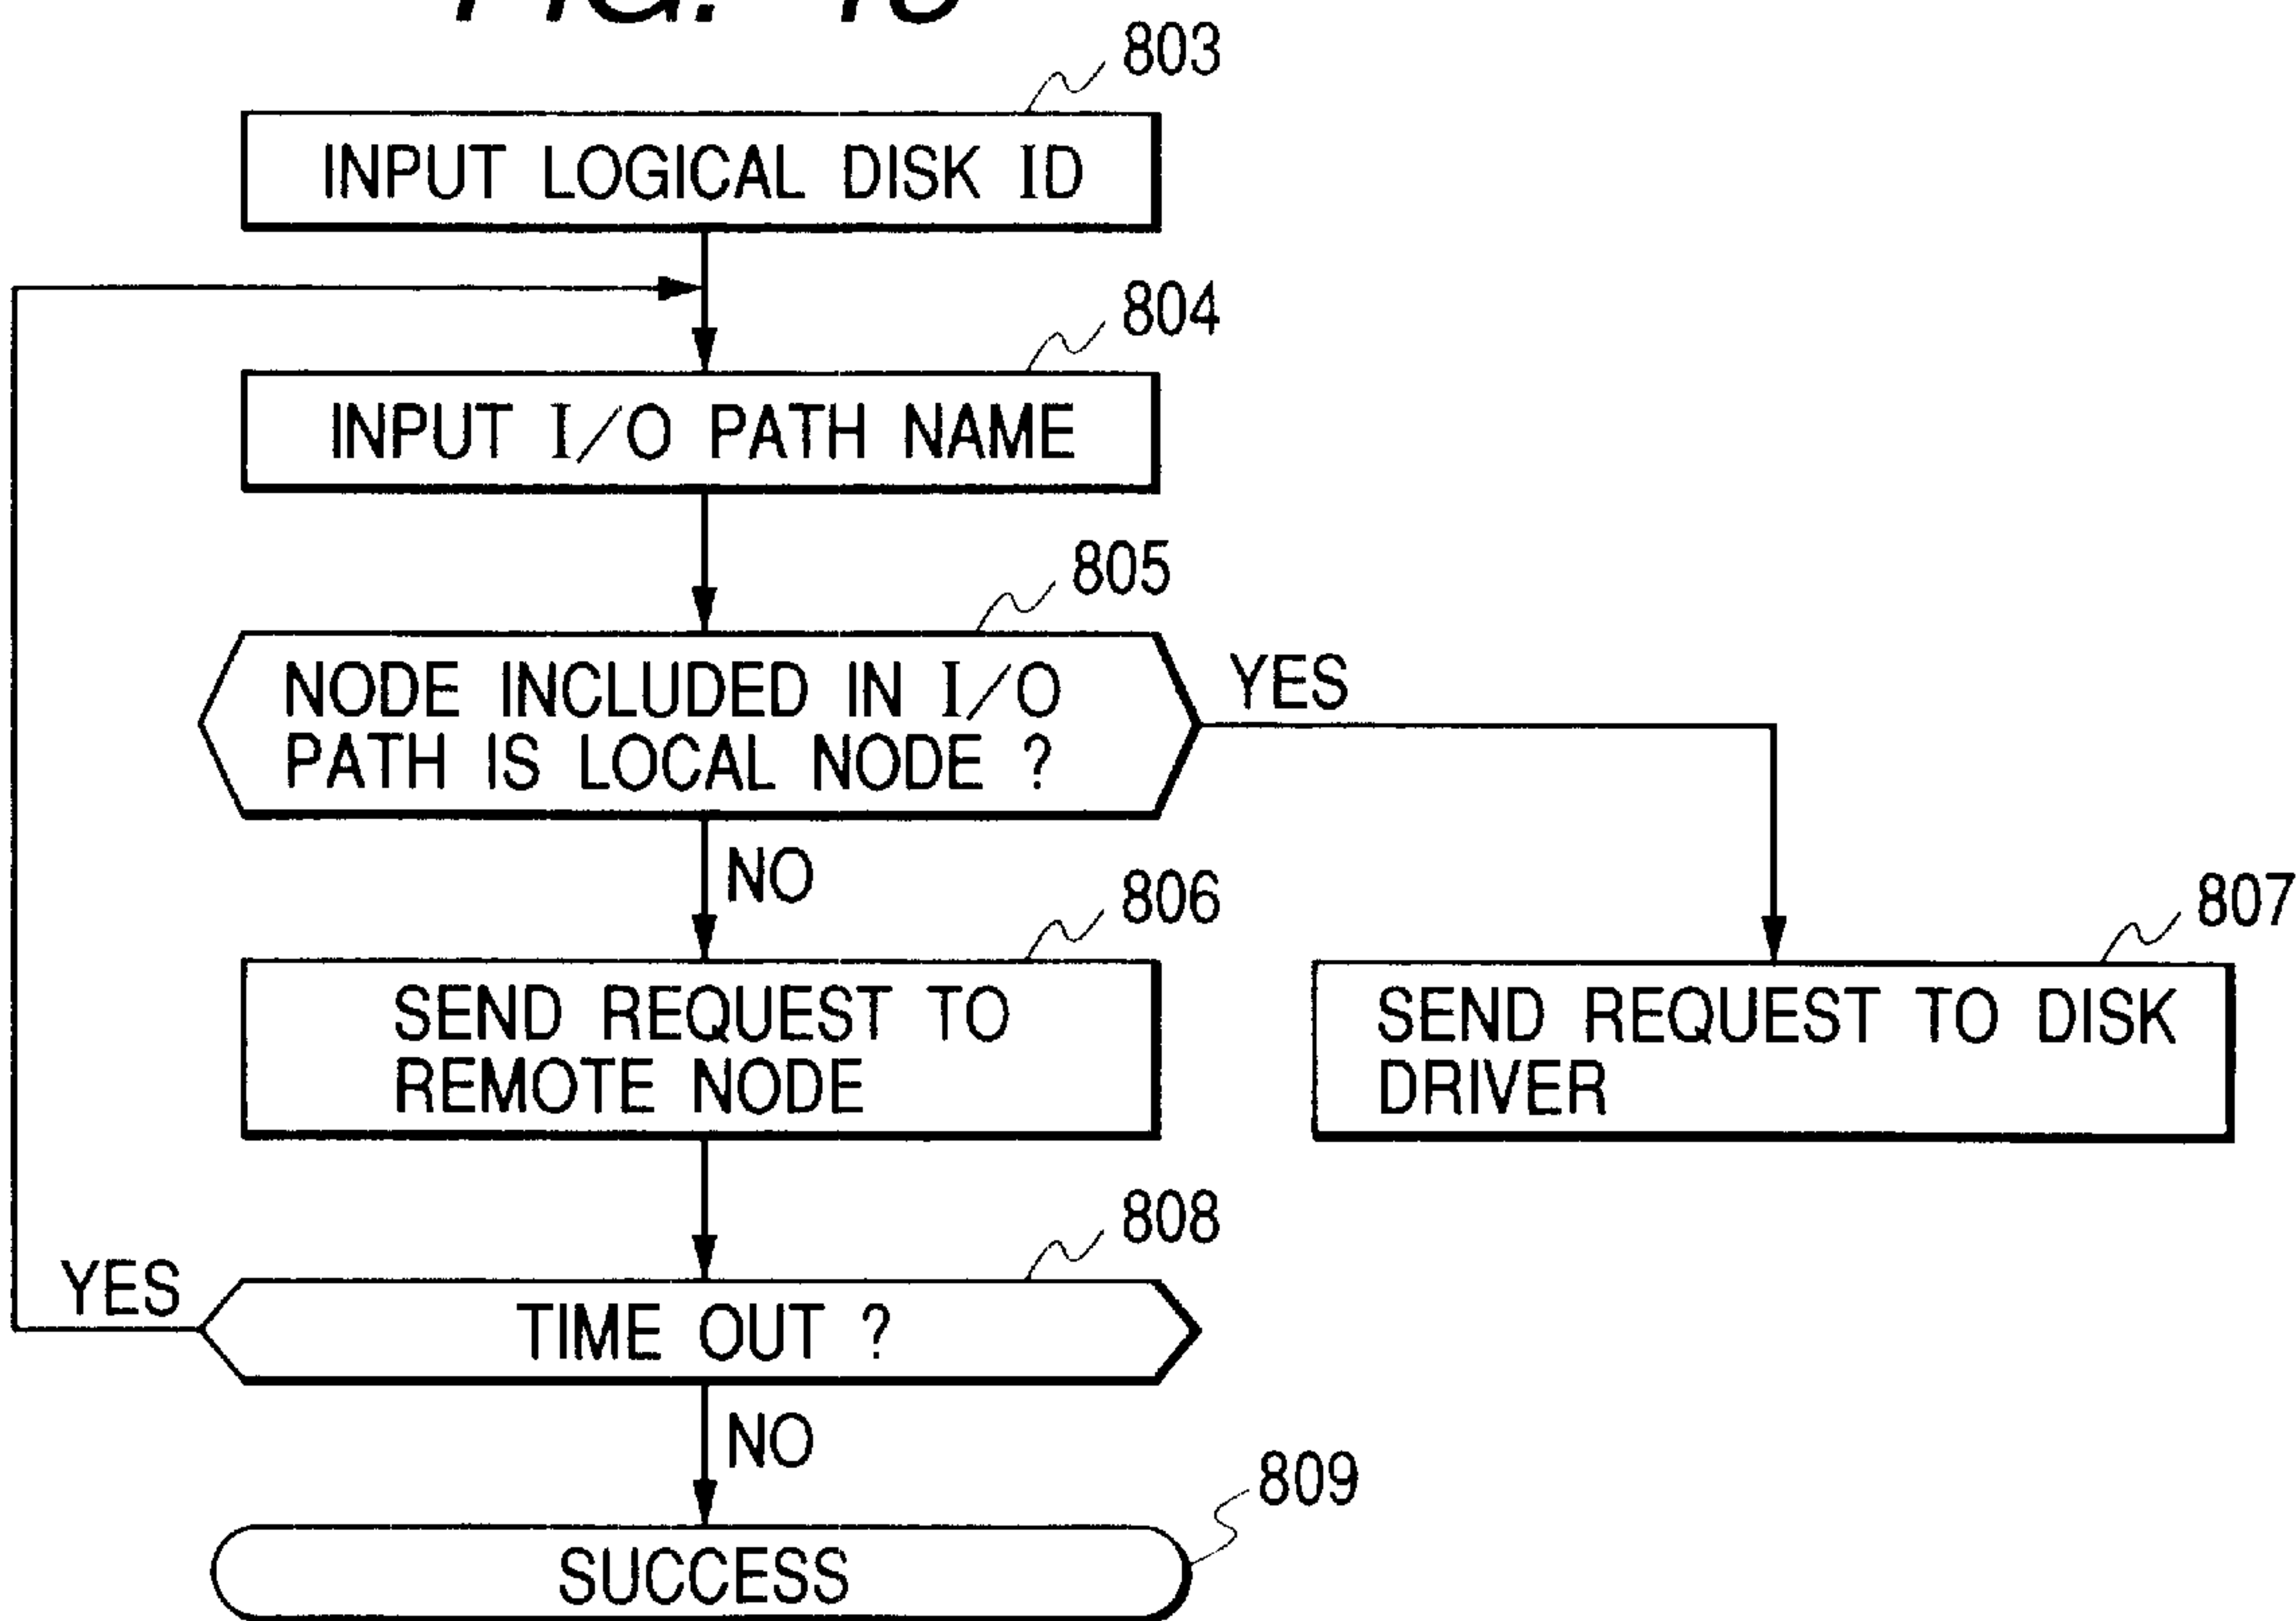 803
INPUT LOGICAL DISK ID
804
INPUT I/O PATH NAME
805
NODE INCLUDED IN I/O
PATH IS LOCAL NODE ?
YES
NO
806
SEND REQUEST TO
REMOTE NODE
807
SEND REQUEST TO DISK
DRIVER
808
YES
TIME OUT ?
NO
809
SUCCESS